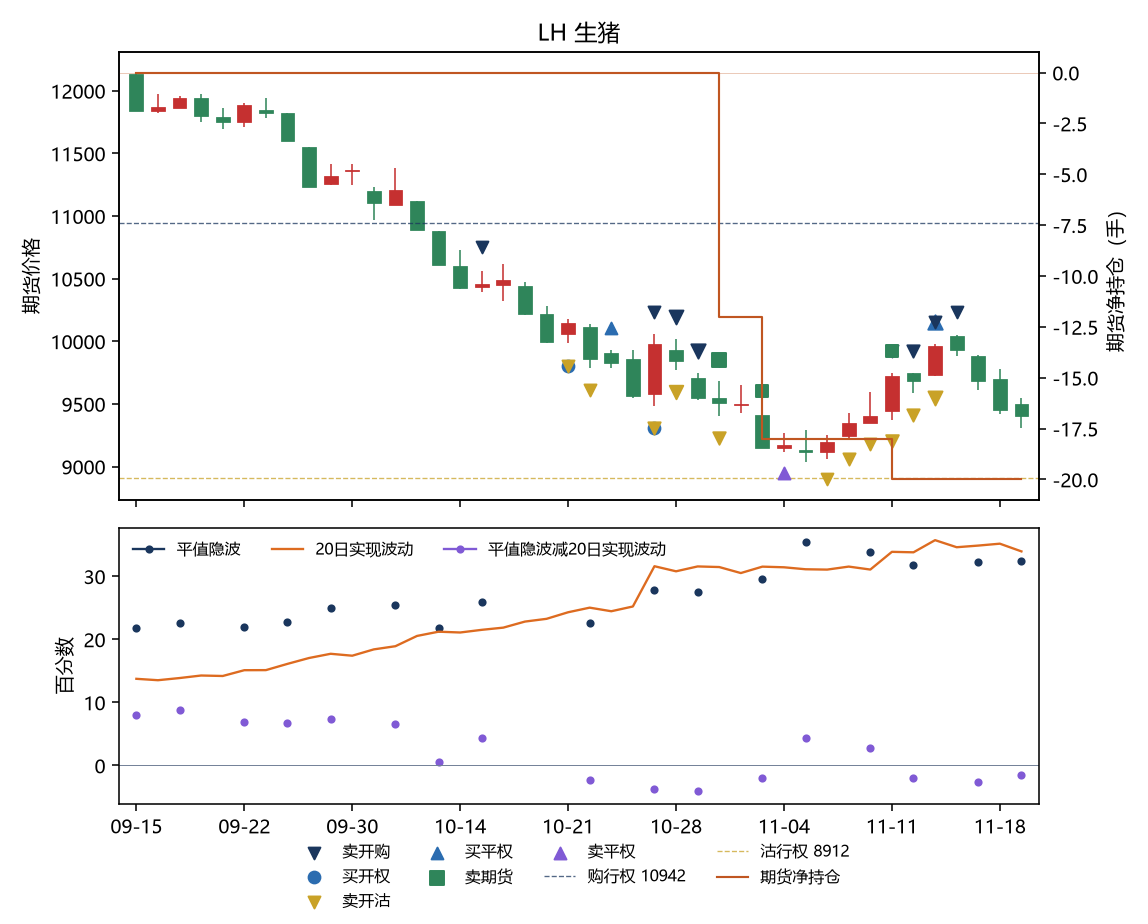 LH 生猪
期货价格
12000
11500
11000
10500
10000
9500
9000
0.0
-2.5
-5.0
-7.5
-10.0
-12.5
-15.0
-17.5
-20.0
期货净持仓（手）
平值隐波
20日实现波动
平值隐波减20日实现波动
百分数
30
20
10
0
09-15
09-22
09-30
10-14
10-21
10-28
11-04
11-11
11-18
卖开购
买平权
卖平权
沽行权 8912
买开权
卖期货
购行权 10942
期货净持仓
卖开沽